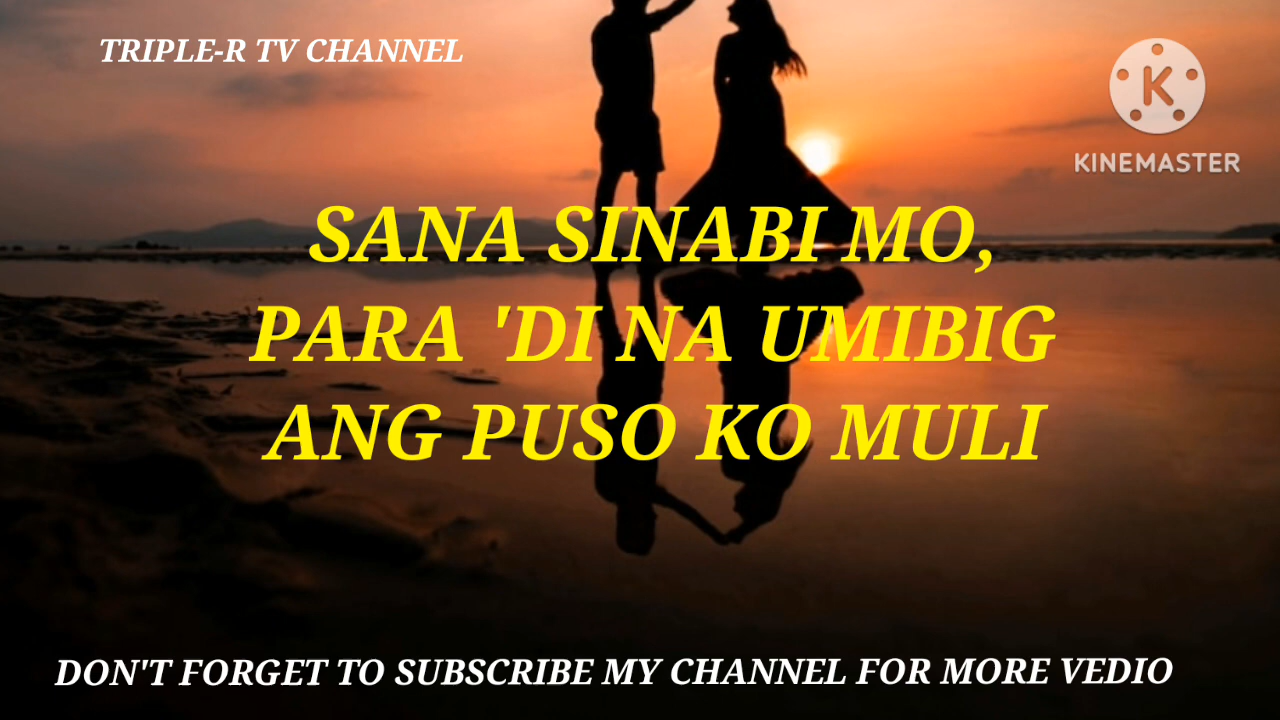 TRIPLE-R TV CHANNEL
K
KINEMASTER
SANA SINABI MO,
PARA 'DI NA UMIBIG
ANG PUSO KO MULI
DON'T FORGET TO SUBSCRIBE MY CHANNEL FOR MORE VEDIO